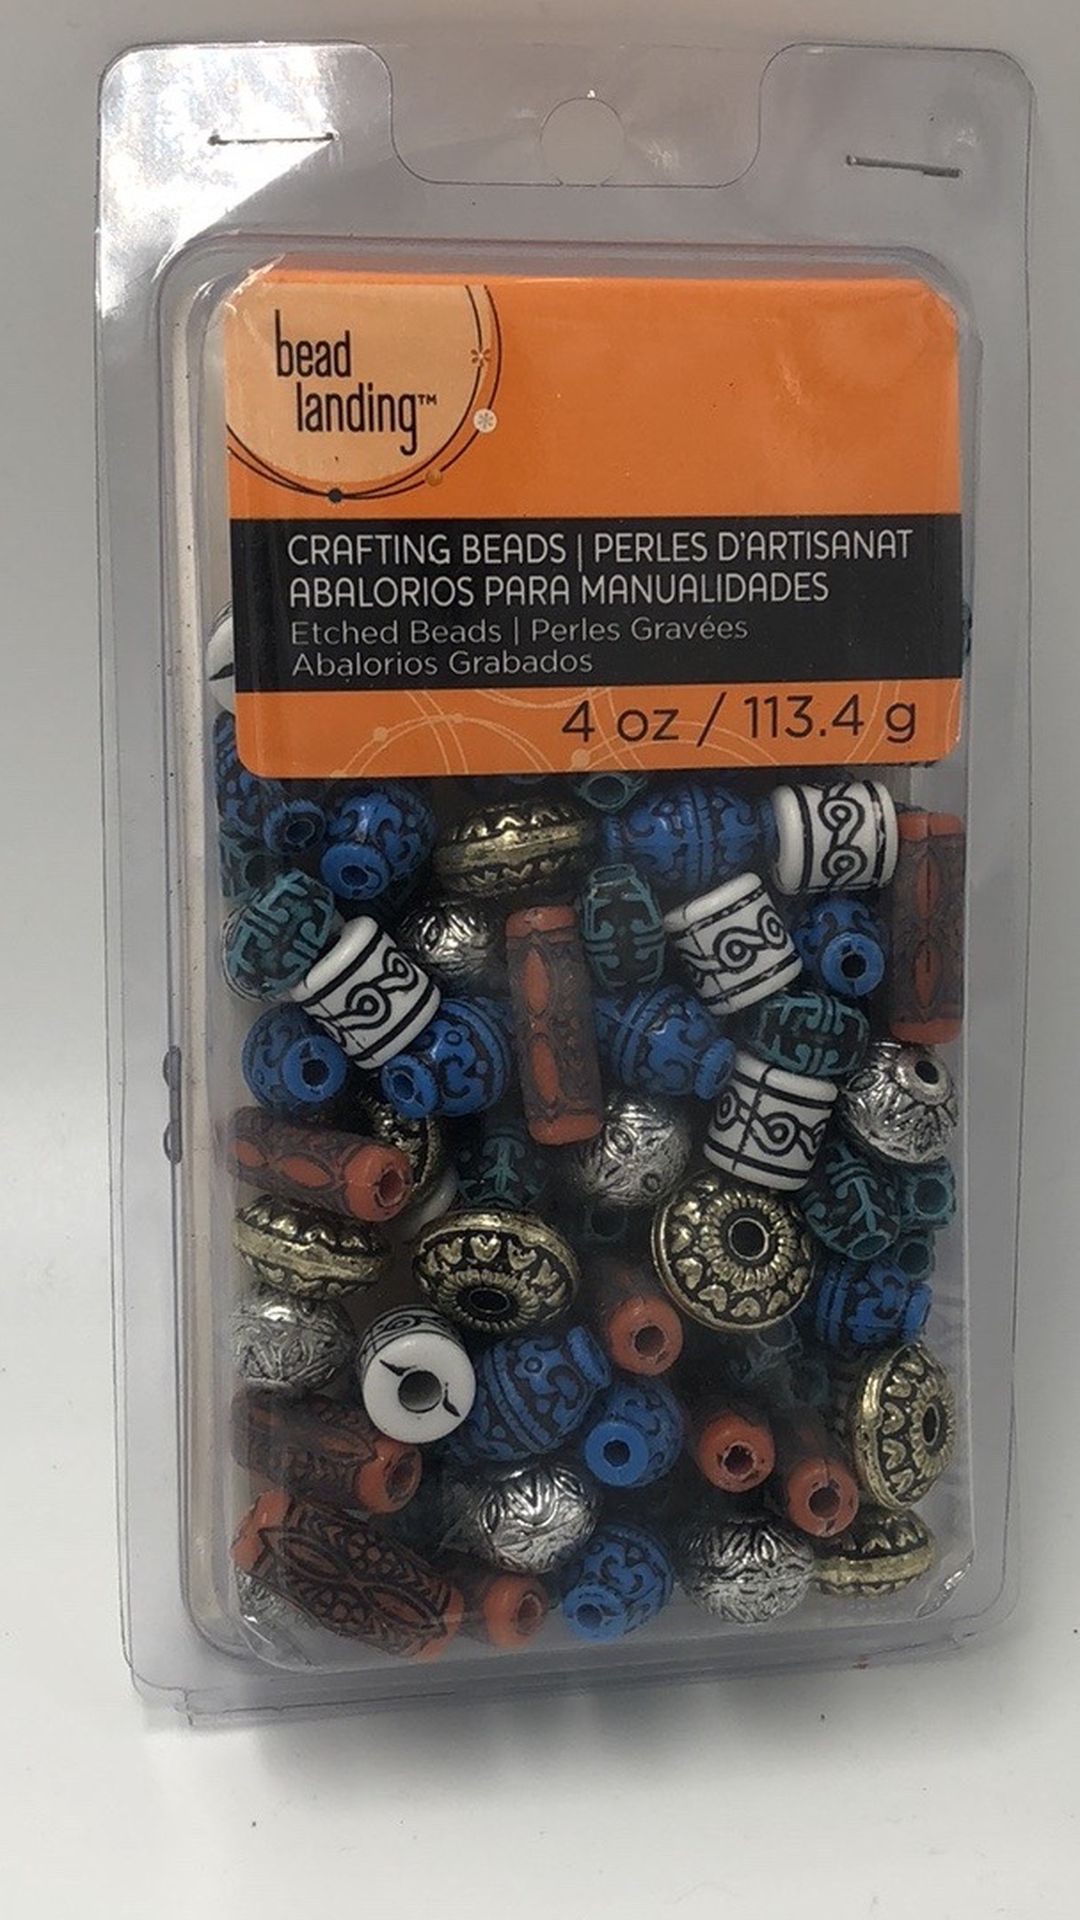 bead
landing™
CRAFTING BEADS | PERLES D'ARTISANAT
ABALORIOS PARA MANUALIDADES
Etched Beads | Perles Gravées
Abalorios Grabados
4 oz / 113.4 g